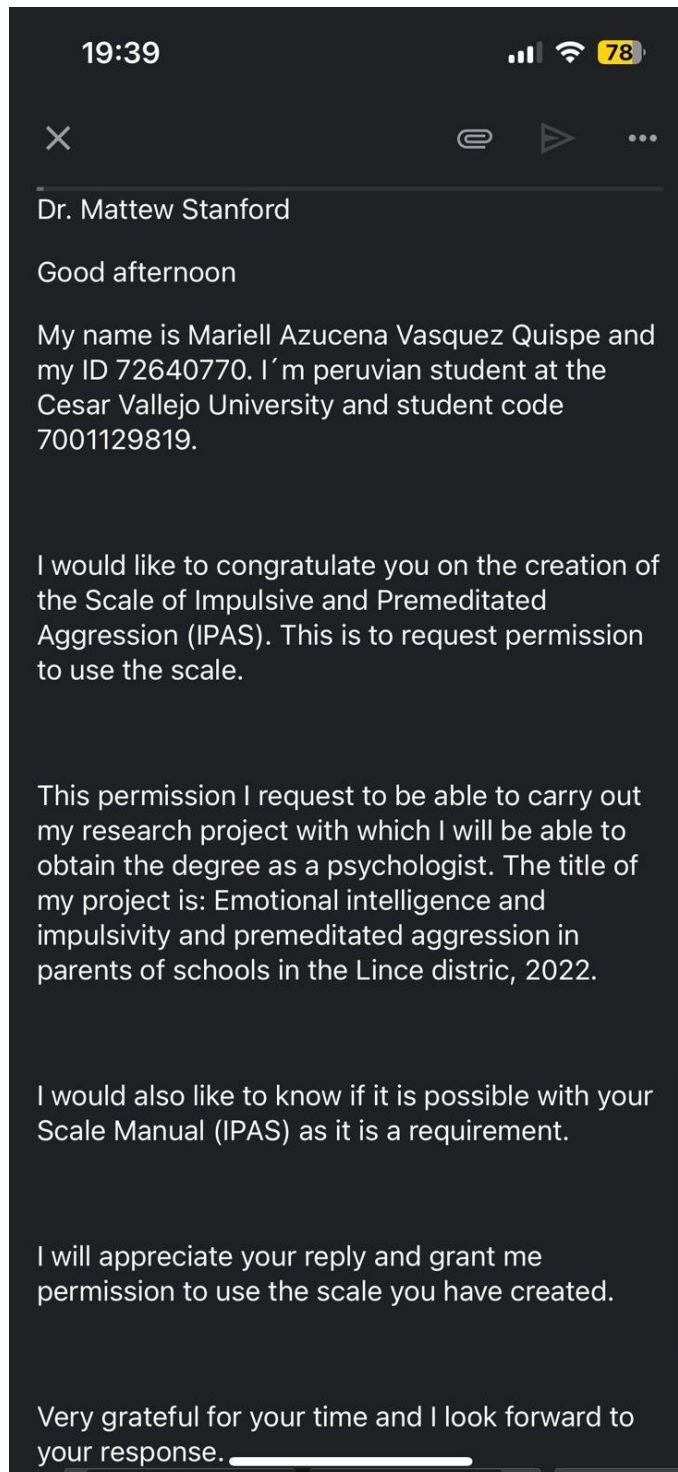 19:39
78
Dr. Mattew Stanford
Good afternoon
My name is Mariell Azucena Vasquez Quispe and
my ID 72640770. I´m peruvian student at the
Cesar Vallejo University and student code
7001129819.
I would like to congratulate you on the creation of
the Scale of Impulsive and Premeditated
Aggression (IPAS). This is to request permission
to use the scale.
This permission I request to be able to carry out
my research project with which I will be able to
obtain the degree as a psychologist. The title of
my project is: Emotional intelligence and
impulsivity and premeditated aggression in
parents of schools in the Lince distric, 2022.
I would also like to know if it is possible with your
Scale Manual (IPAS) as it is a requirement.
I will appreciate your reply and grant me
permission to use the scale you have created.
Very grateful for your time and I look forward to
your response.